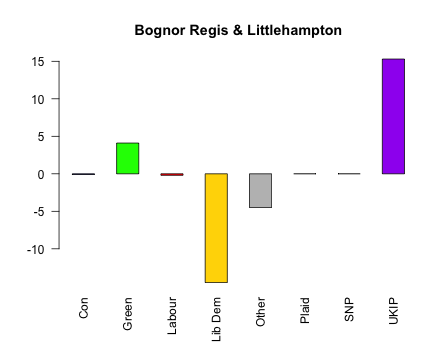 Bognor Regis & Littlehampton
15
10
5
0
-5
-10
Con
Green
Labour
Lib Dem
Other
Plaid
SNP
UKIP